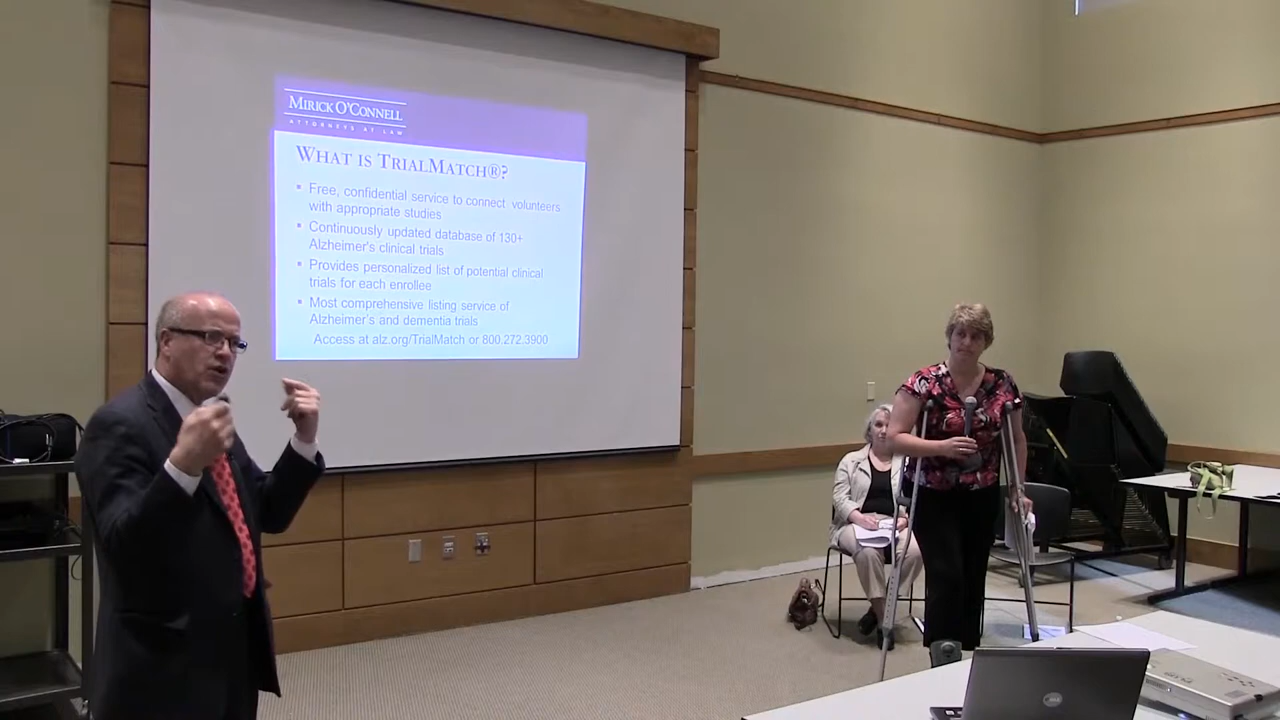 MIRICK O'CONNELL
ATTORNEYS AT LAW
WHAT IS TRIALMATCH®?
▪ Free, confidential service to connect volunteers
with appropriate studies
▪ Continuously updated database of 130+
Alzheimer's clinical trials
▪ Provides personalized list of potential clinical
trials for each enrollee
▪ Most comprehensive listing service of
Alzheimer's and dementia trials
Access at alz.org/TrialMatch or 800.272.3900
DELL